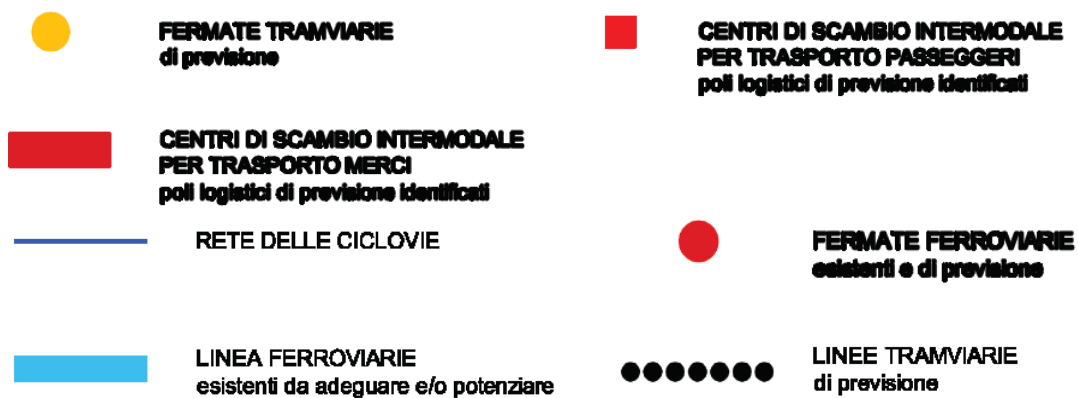 FERMATE TRAMVIARIE
di previsione
CENTRI DI SCAMBIO INTERMODALE
PER TRASPORTO PASSEGGERI
poli logistici di previsione identificati
CENTRI DI SCAMBIO INTERMODALE
PER TRASPORTO MERCI
poli logistici di previsione identificati
RETE DELLE CICLOVIE
FERMATE FERROVIARIE
esistenti e di previsione
LINEA FERROVIARIE
esistenti da adeguare e/o potenziare
LINEE TRAMVIARIE
di previsione